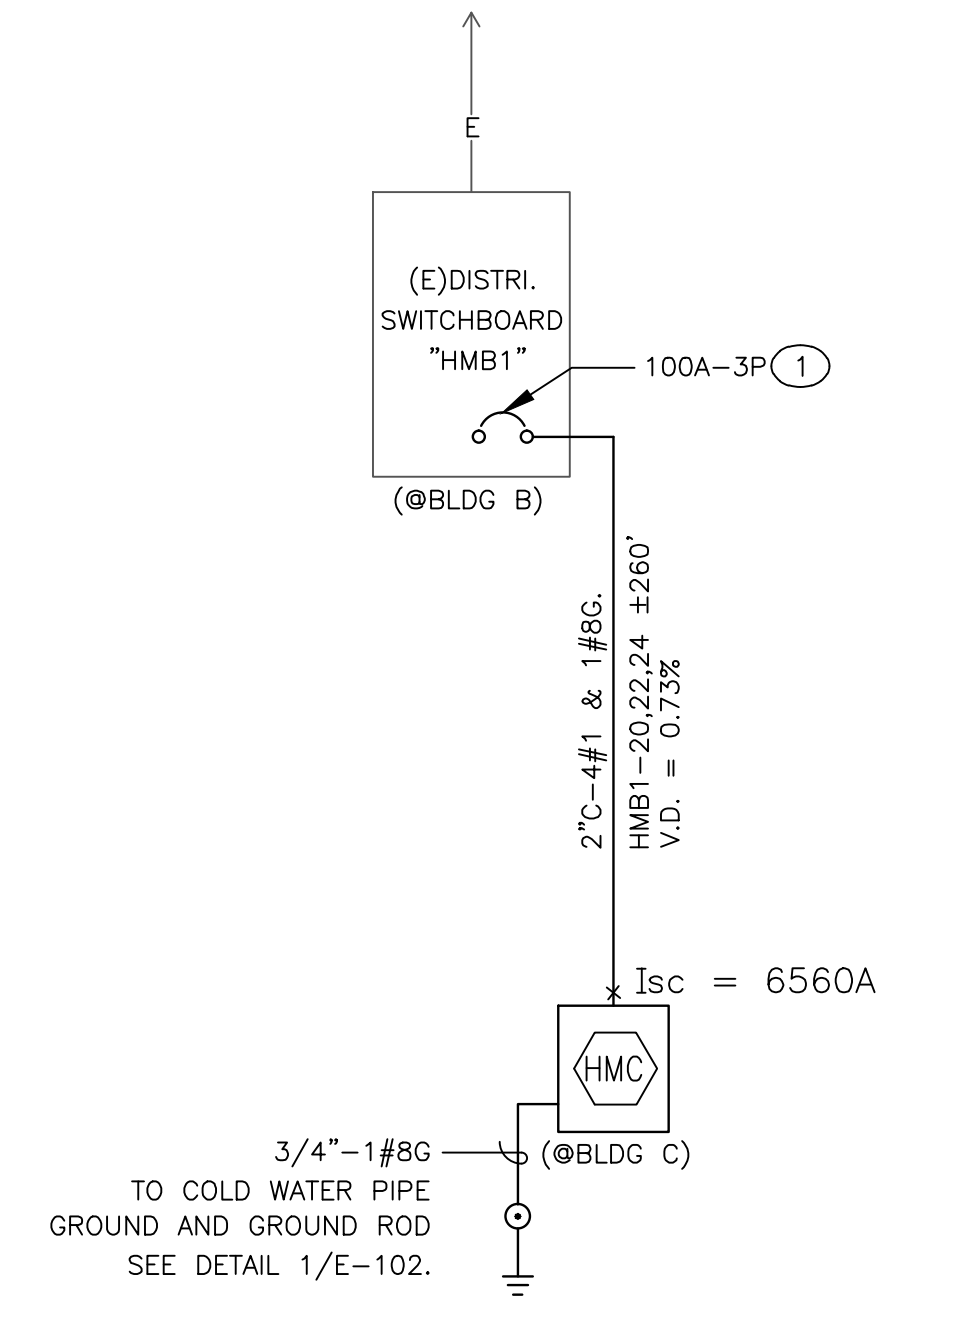 E
(E)DISTRI.
SWITCHBOARD
"HMB1"
100A-3P 1
(@BLDG B)
2"C-4#1 & 1#8G.
HMB1-20,22,24 ±260'
V.D. = 0.73%
Isc = 6560A
HMC
(@BLDG C)
3/4"-1#8G
TO COLD WATER PIPE
GROUND AND GROUND ROD
SEE DETAIL 1/E-102.